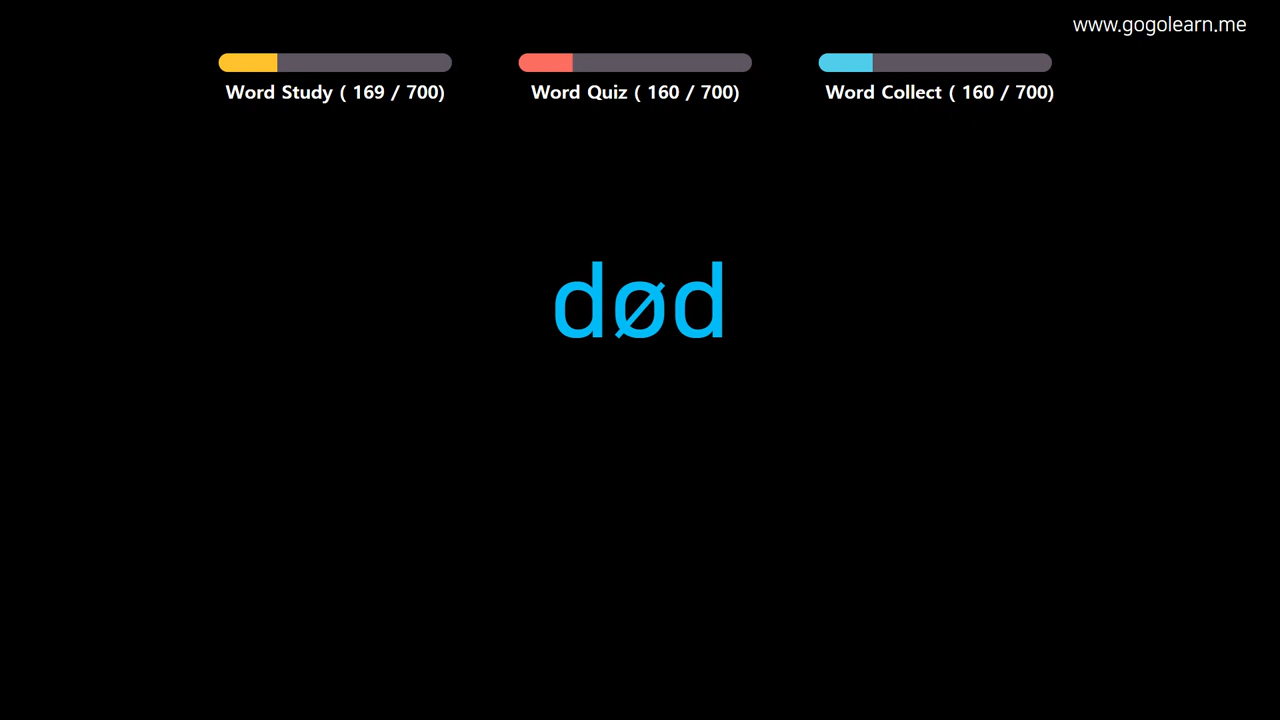 www.gogolearn.me
Word Study ( 169 / 700)
Word Quiz ( 160 / 700)
Word Collect ( 160 / 700)
død